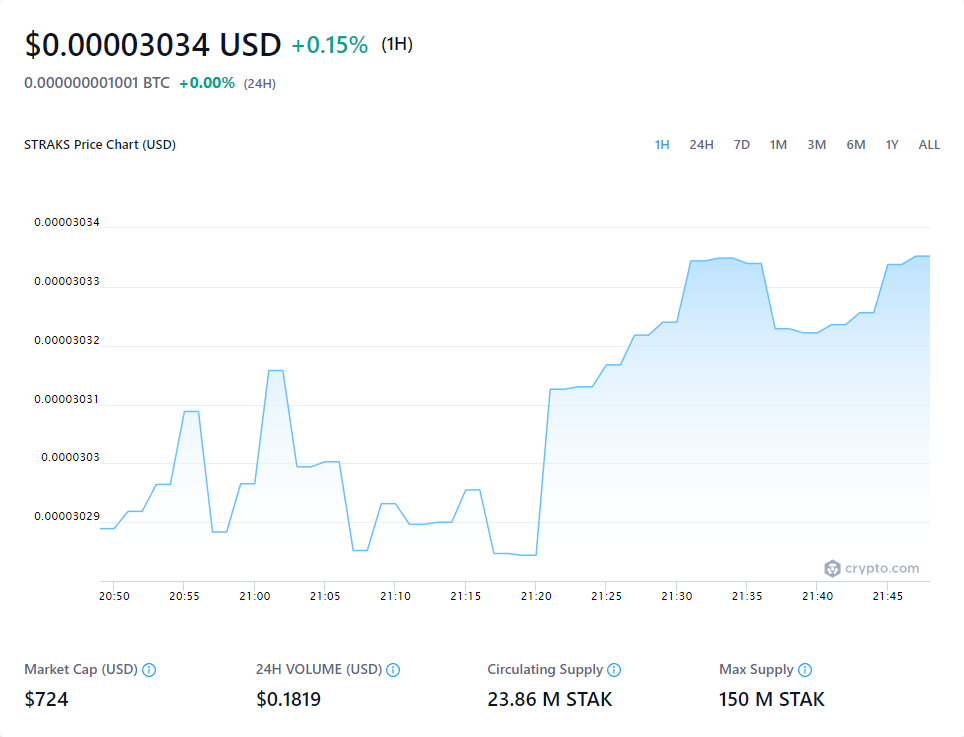 $0.00003034 USD +0.15% (1H)
0.000000001001 BTC +0.00% (24H)
STRAKS Price Chart (USD)
1H 24H 7D 1M 3M 6M 1Y ALL
0.00003034
0.00003033
0.00003032
0.00003031
0.0000303
0.00003029
crypto.com
20:50 20:55 21:00 21:05 21:10 21:15 21:20 21:25 21:30 21:35 21:40 21:45
Market Cap (USD) 24H VOLUME (USD) Circulating Supply Max Supply
$724 $0.1819 23.86 M STAK 150 M STAK